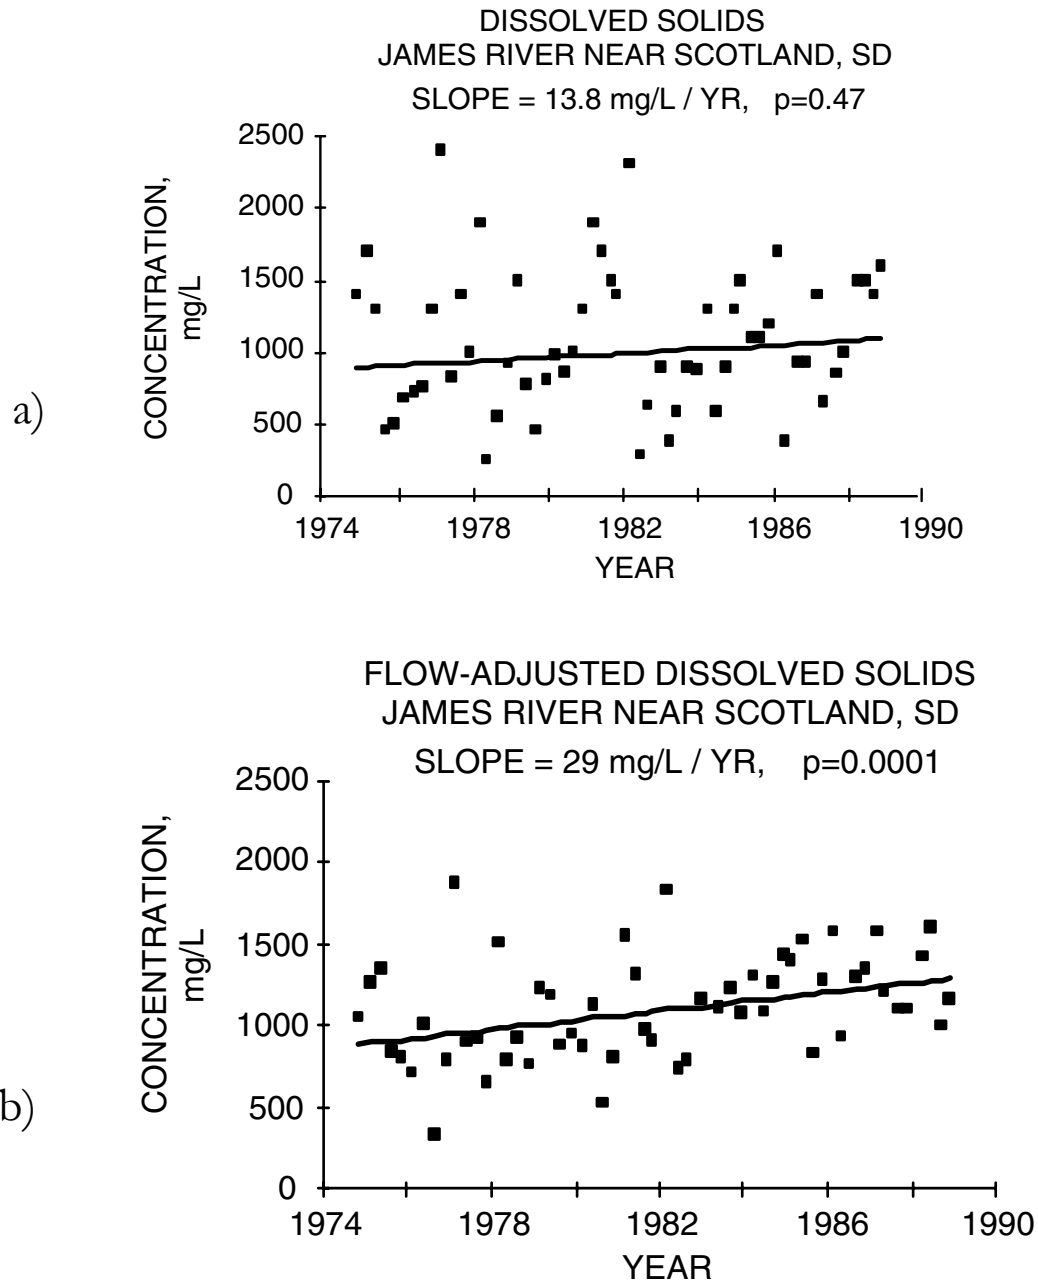 DISSOLVED SOLIDS
JAMES RIVER NEAR SCOTLAND, SD
SLOPE = 13.8 mg/L / YR, p=0.47
2500
2000
1500
1000
500
0
CONCENTRATION,
mg/L
a)
1974 1978 1982 1986 1990
YEAR
FLOW-ADJUSTED DISSOLVED SOLIDS
JAMES RIVER NEAR SCOTLAND, SD
SLOPE = 29 mg/L / YR, p=0.0001
2500
2000
1500
1000
500
0
CONCENTRATION,
mg/L
b)
1974 1978 1982 1986 1990
YEAR